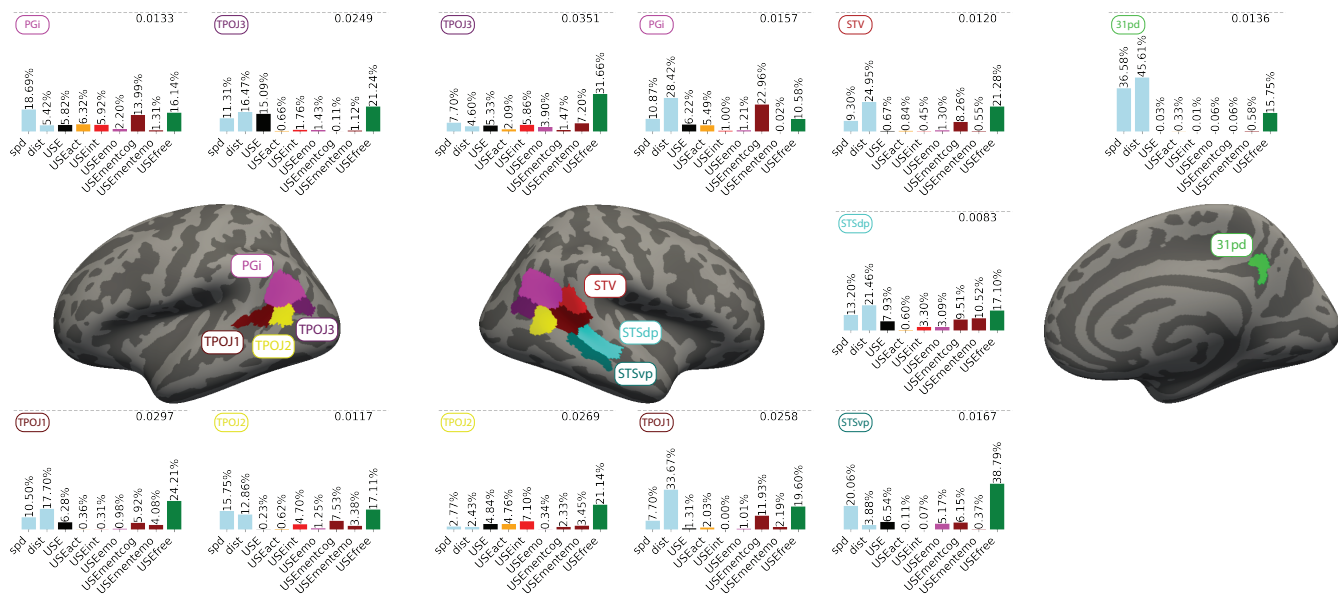 PGi
0.0133
18.69%
5.42%
5.82%
6.32%
5.92%
2.20%
13.99%
1.31%
16.14%
spd
dist
USE
USEact
USEint
USEemo
USEmentcog
USEmentemo
USEfree
TPOJ3
0.0249
11.31%
16.47%
15.09%
-0.66%
1.76%
1.43%
-0.11%
1.12%
21.24%
spd
dist
USE
USEact
USEint
USEemo
USEmentcog
USEmentemo
USEfree
TPOJ3
0.0351
7.70%
4.60%
5.33%
2.09%
5.86%
3.90%
1.47%
7.20%
31.66%
spd
dist
USE
USEact
USEint
USEemo
USEmentcog
USEmentemo
USEfree
PGi
0.0157
10.87%
28.42%
6.22%
5.49%
1.00%
1.21%
22.96%
0.02%
10.58%
spd
dist
USE
USEact
USEint
USEemo
USEmentcog
USEmentemo
USEfree
STV
0.0120
9.30%
24.95%
-0.67%
-0.84%
-0.45%
1.30%
8.26%
-0.55%
21.28%
spd
dist
USE
USEact
USEint
USEemo
USEmentcog
USEmentemo
USEfree
31pd
0.0136
36.58%
45.61%
-0.03%
-0.33%
0.01%
-0.06%
-0.06%
-0.58%
15.75%
spd
dist
USE
USEact
USEint
USEemo
USEmentcog
USEmentemo
USEfree
PGi
TPOJ1
TPOJ2
TPOJ3
STV
STSdp
STSvp
STSdp
0.0083
13.20%
21.46%
7.93%
-0.60%
3.30%
3.09%
9.51%
10.52%
17.10%
spd
dist
USE
USEact
USEint
USEemo
USEmentcog
USEmentemo
USEfree
31pd
TPOJ1
0.0297
10.50%
17.70%
6.28%
-0.36%
-0.31%
-0.98%
5.92%
4.08%
24.21%
spd
dist
USE
USEact
USEint
USEemo
USEmentcog
USEmentemo
USEfree
TPOJ2
0.0117
15.75%
12.86%
-0.23%
-0.62%
4.70%
1.25%
7.53%
3.38%
17.11%
spd
dist
USE
USEact
USEint
USEemo
USEmentcog
USEmentemo
USEfree
TPOJ2
0.0269
2.77%
2.43%
4.84%
4.76%
7.10%
-0.34%
2.33%
3.45%
21.14%
spd
dist
USE
USEact
USEint
USEemo
USEmentcog
USEmentemo
USEfree
TPOJ1
0.0258
7.70%
33.67%
1.31%
2.03%
-0.00%
1.01%
11.93%
2.19%
19.60%
spd
dist
USE
USEact
USEint
USEemo
USEmentcog
USEmentemo
USEfree
STSvp
0.0167
20.06%
3.88%
6.54%
0.11%
0.07%
5.17%
6.15%
0.37%
38.79%
spd
dist
USE
USEact
USEint
USEemo
USEmentcog
USEmentemo
USEfree